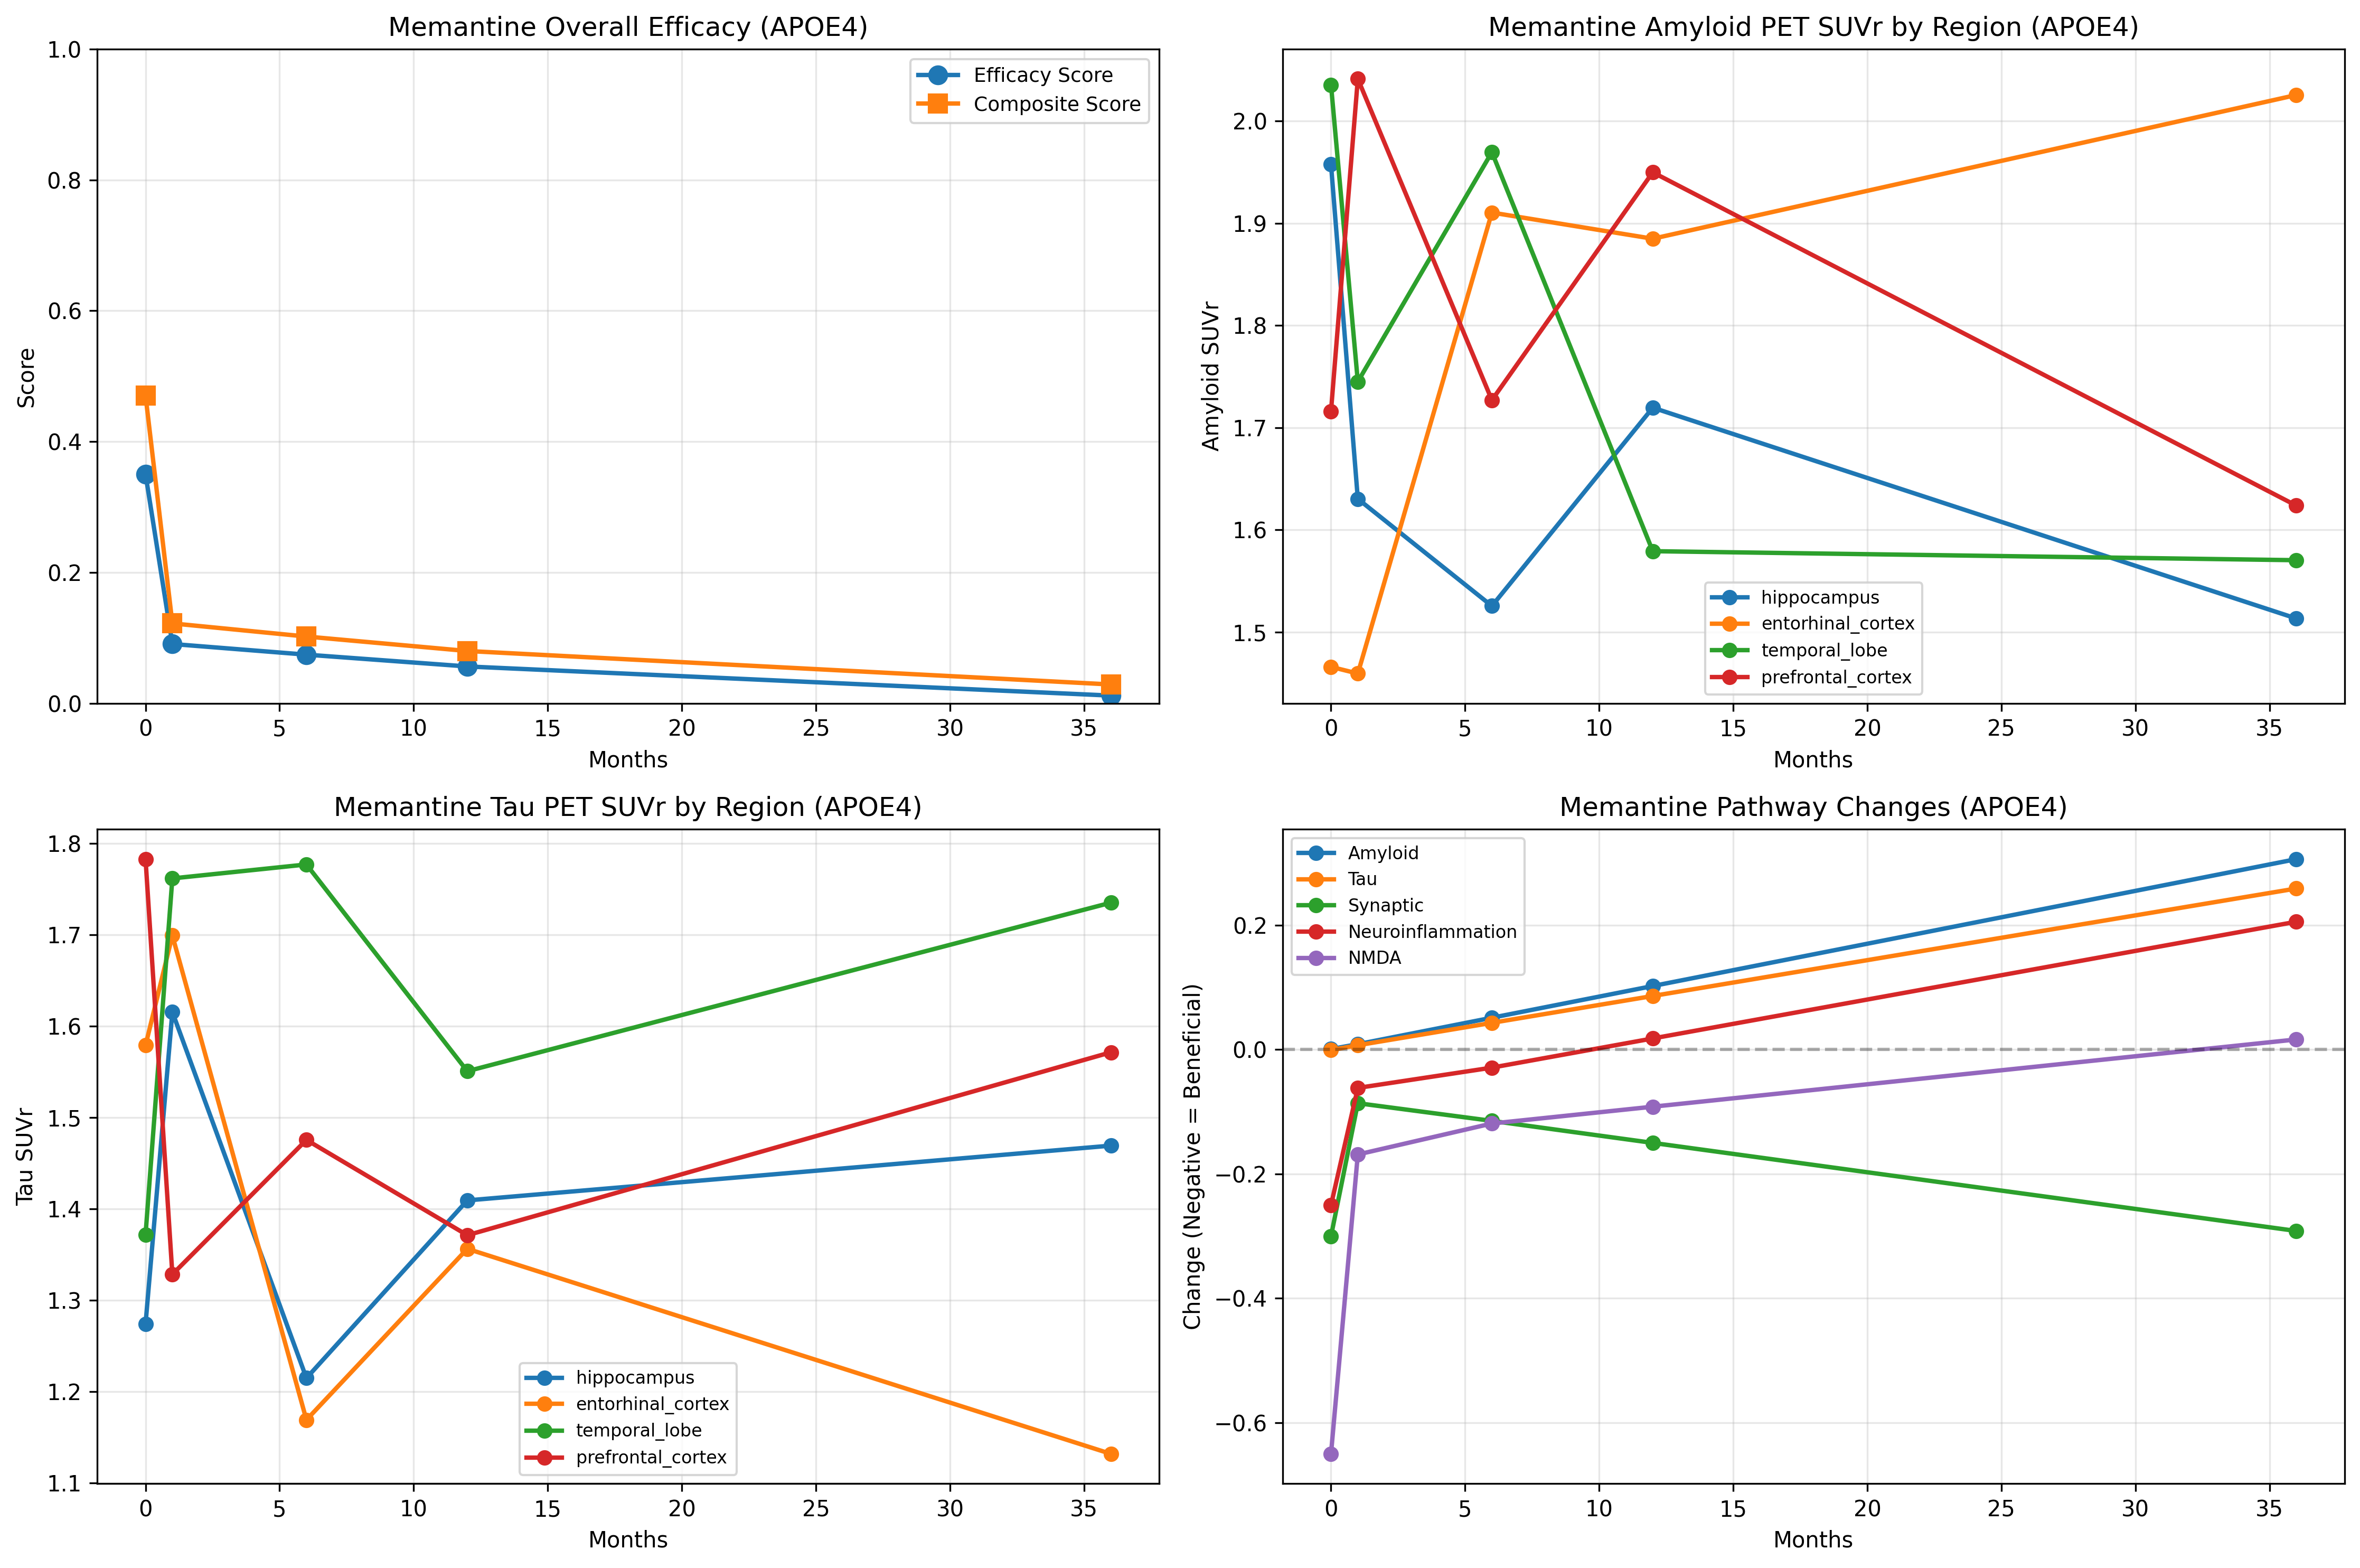 Memantine Overall Efficacy (APOE4)
1.0
0.8
0.6
0.4
0.2
0.0
Score
Efficacy Score
Composite Score
0 5 10 15 20 25 30 35
Months
Memantine Amyloid PET SUVr by Region (APOE4)
2.0
1.9
1.8
1.7
1.6
1.5
Amyloid SUVr
hippocampus
entorhinal_cortex
temporal_lobe
prefrontal_cortex
0 5 10 15 20 25 30 35
Months
Memantine Tau PET SUVr by Region (APOE4)
1.8
1.7
1.6
1.5
1.4
1.3
1.2
1.1
Tau SUVr
hippocampus
entorhinal_cortex
temporal_lobe
prefrontal_cortex
0 5 10 15 20 25 30 35
Months
Memantine Pathway Changes (APOE4)
0.2
0.0
−0.2
−0.4
−0.6
Change (Negative = Beneficial)
Amyloid
Tau
Synaptic
Neuroinflammation
NMDA
0 5 10 15 20 25 30 35
Months